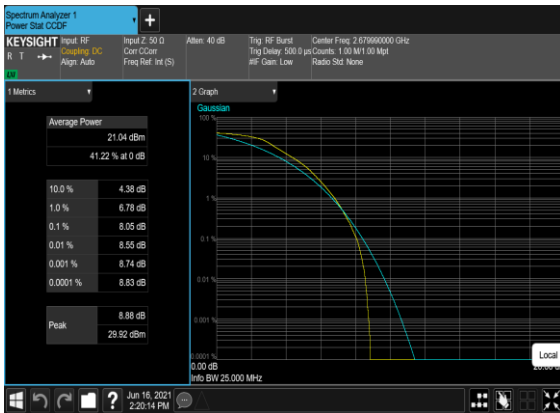 Spectrum Analyzer 1
Power Stat CCDF
+
KEYSIGHT
R T
LXI
Input: RF
Coupling: DC
Align: Auto
Input Z: 50 Ω
Corr CCorr
Freq Ref: Int (S)
Atten: 40 dB
Trig: RF Burst
Trig Delay: 500.0 µs
#IF Gain: Low
Center Freq: 2.679990000 GHz
Counts: 1.00 M/1.00 Mpt
Radio Std: None
1 Metrics
Average Power
21.04 dBm
41.22 % at 0 dB
10.0 % 4.38 dB
1.0 % 6.78 dB
0.1 % 8.05 dB
0.01 % 8.55 dB
0.001 % 8.74 dB
0.0001 % 8.83 dB
Peak
8.88 dB
29.92 dBm
2 Graph
Gaussian
100 %
10 %
1 %
0.1 %
0.01 %
0.001 %
0.0001 %
0.00 dB
Info BW 25.000 MHz
Local
?
Jun 16, 2021
2:20:14 PM